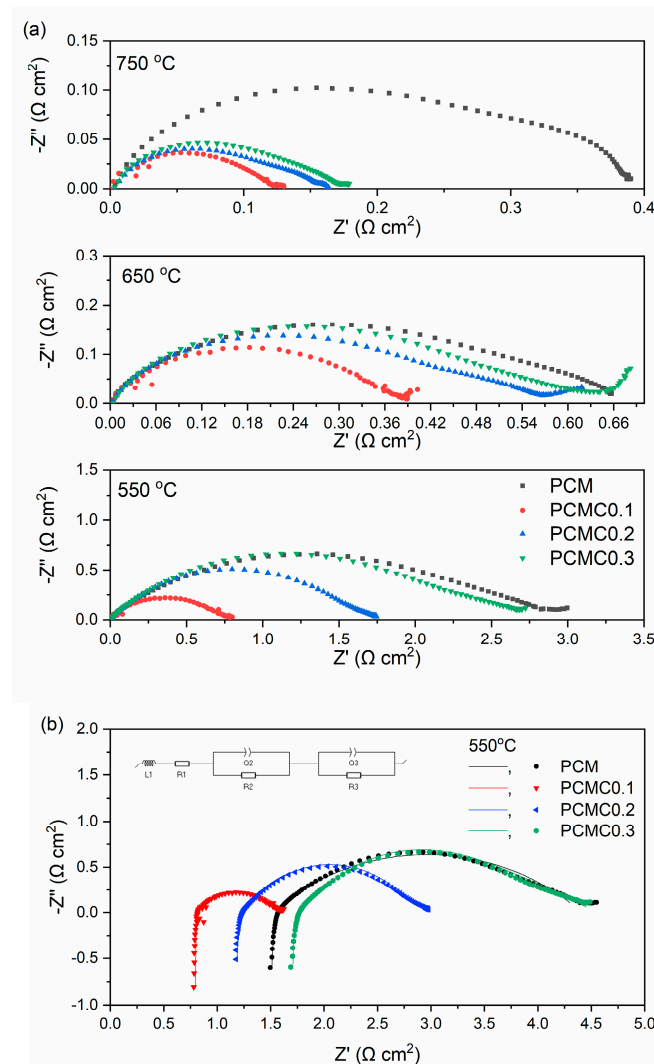 (a)
750 °C
0.15
0.10
0.05
0.00
-Z'' (Ω cm²)
0.0 0.1 0.2 0.3 0.4
Z' (Ω cm²)
650 °C
0.3
0.2
0.1
0.0
-Z'' (Ω cm²)
0.00 0.06 0.12 0.18 0.24 0.30 0.36 0.42 0.48 0.54 0.60 0.66
Z' (Ω cm²)
550 °C
1.5
1.0
0.5
0.0
-Z'' (Ω cm²)
PCM
PCMC0.1
PCMC0.2
PCMC0.3
0.0 0.5 1.0 1.5 2.0 2.5 3.0 3.5
Z' (Ω cm²)
(b)
2.0
1.5
1.0
0.5
0.0
-0.5
-1.0
-Z'' (Ω cm²)
L1 R1 Q2 R2 Q3 R3
550°C
, PCM
, PCMC0.1
, PCMC0.2
, PCMC0.3
0.0 0.5 1.0 1.5 2.0 2.5 3.0 3.5 4.0 4.5 5.0
Z' (Ω cm²)